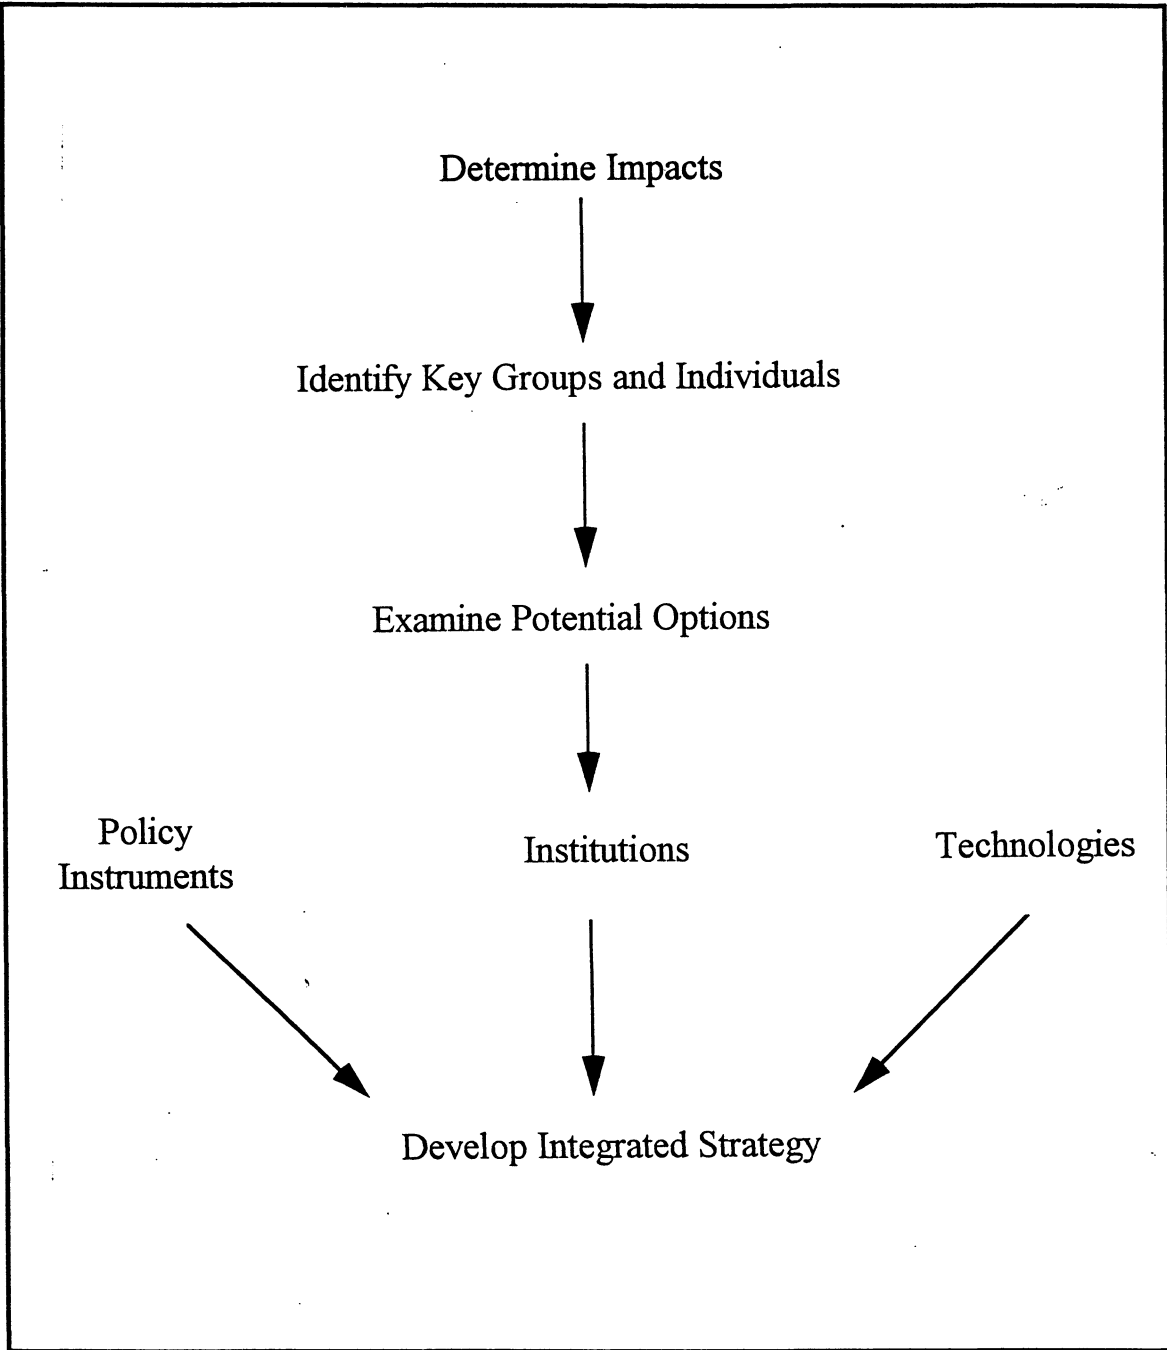 Determine Impacts
Identify Key Groups and Individuals
Examine Potential Options
Policy
Instruments
Institutions
Technologies
Develop Integrated Strategy